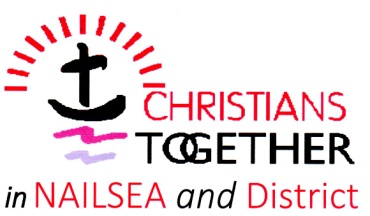 CHRISTIANS
TOGETHER
in NAILSEA and District